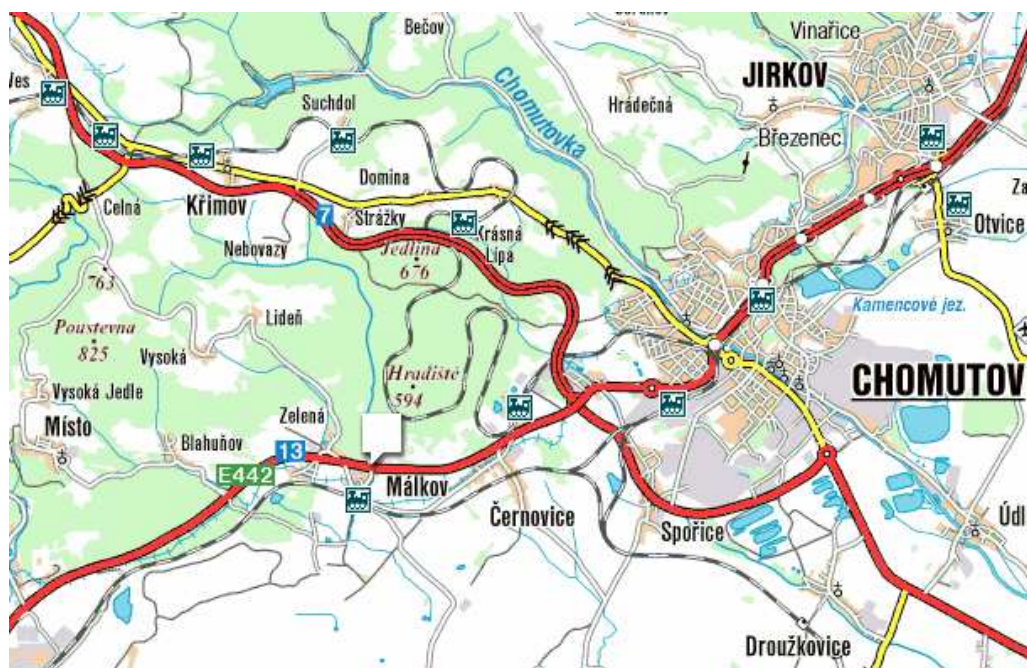 Bečov
Vinařice
JIRKOV
Hrádečná
Suchdol
Chomutovka
Březenec
Domina
Celná
Křimov
7
Strážky
Krásná
Lípa
Otvice
Nebovazy
Jedlina
676
763
Kamencové jez.
Lideň
Poustevna
825
Vysoká
Hradiště
594
CHOMUTOV
Vysoká Jedle
Zelená
Místo
Blahuňov
13
E442
Málkov
Černovice
Spořice
Údl
Droužkovice